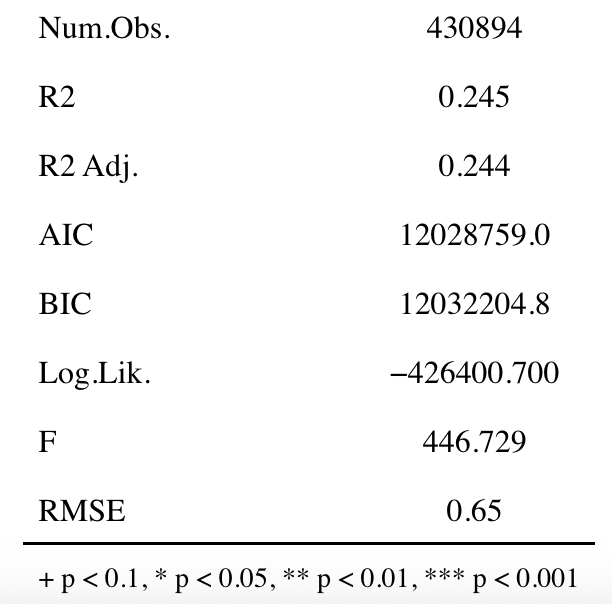 Num.Obs. 430894
R2 0.245
R2 Adj. 0.244
AIC 12028759.0
BIC 12032204.8
Log.Lik. −426400.700
F 446.729
RMSE 0.65
+ p < 0.1, * p < 0.05, ** p < 0.01, *** p < 0.001